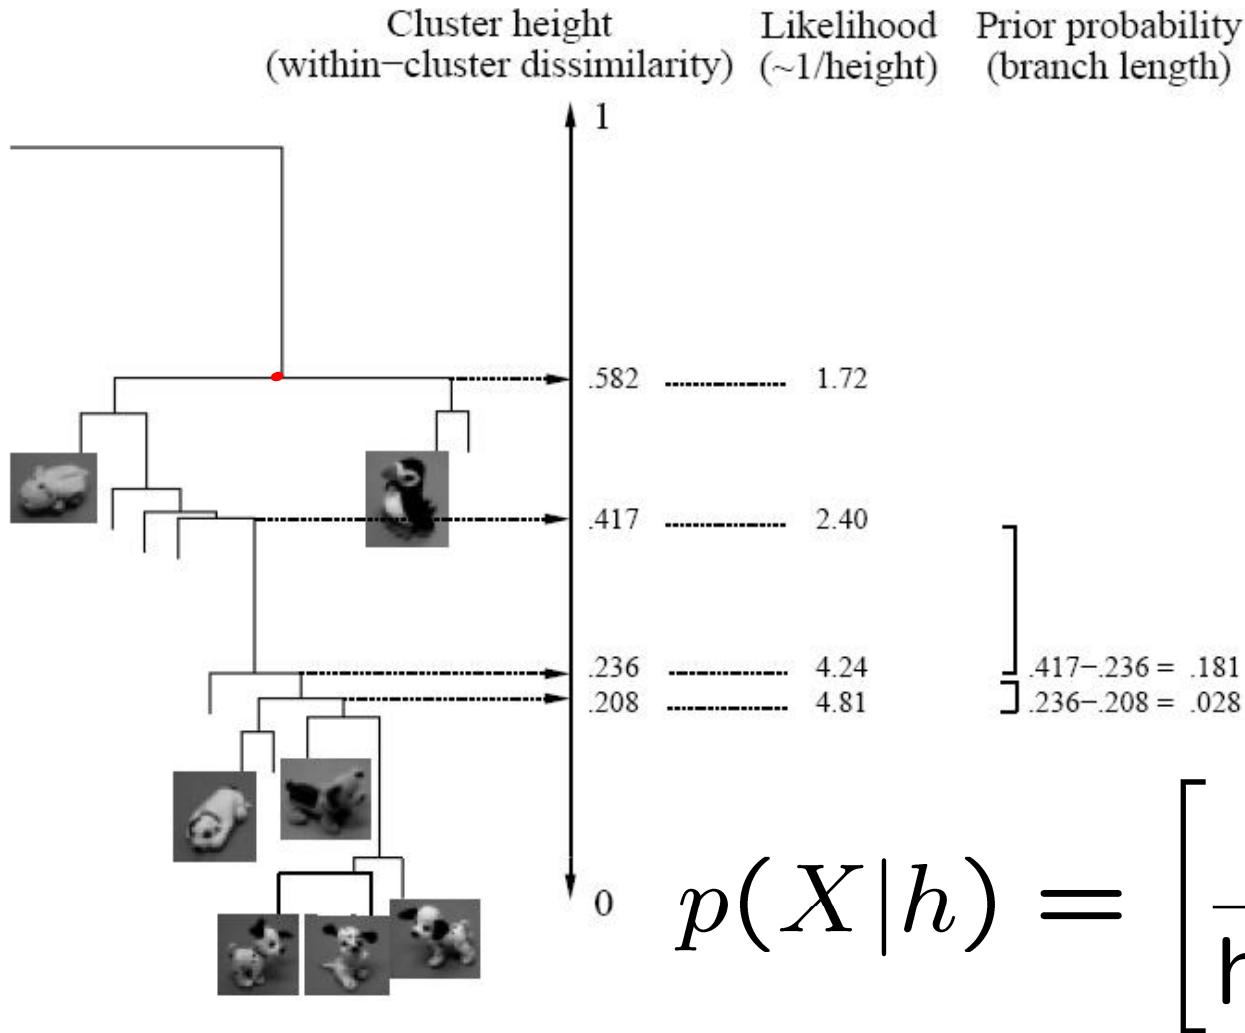 Cluster height
(within−cluster dissimilarity)
Likelihood
(~1/height)
Prior probability
(branch length)
1
.582 1.72
.417 2.40
.236 4.24 .417−.236 = .181
.208 4.81 .236−.208 = .028
0
p(X|h) = [
h